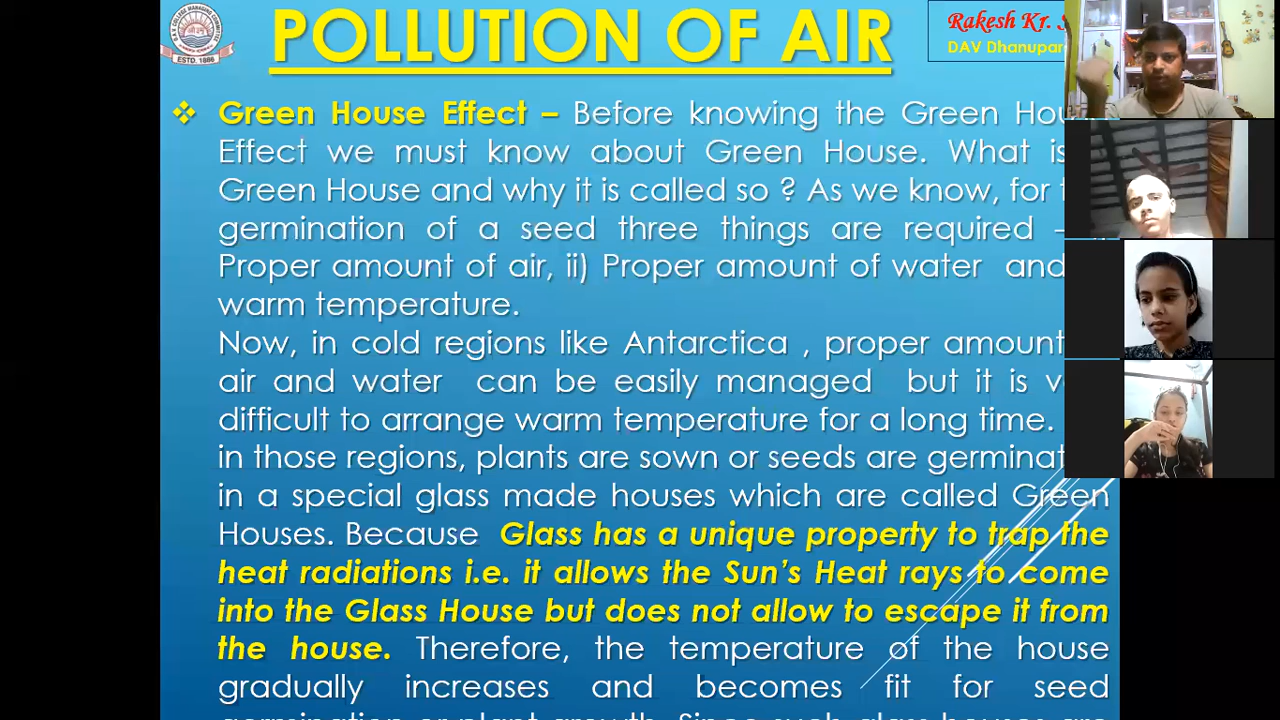 POLLUTION OF AIR
Rakesh Kr.
DAV
ESTD. 1886
Green House Effect – Before knowing the Green
Effect we must know about Green House. What is
Green House and why it is called so ? As we know, for
germination of a seed three things are required -
Proper amount of air, ii) Proper amount of water and
warm temperature.
Now, in cold regions like Antarctica , proper amount
air and water can be easily managed but it is
difficult to arrange warm temperature for a long time.
in those regions, plants are sown or seeds are
in a special glass made houses which are called Green
Houses. Because Glass has a unique property to trap the
heat radiations i.e. it allows the Sun's Heat rays to come
into the Glass House but does not allow to escape it from
the house. Therefore, the temperature of the house
gradually increases and becomes fit for seed